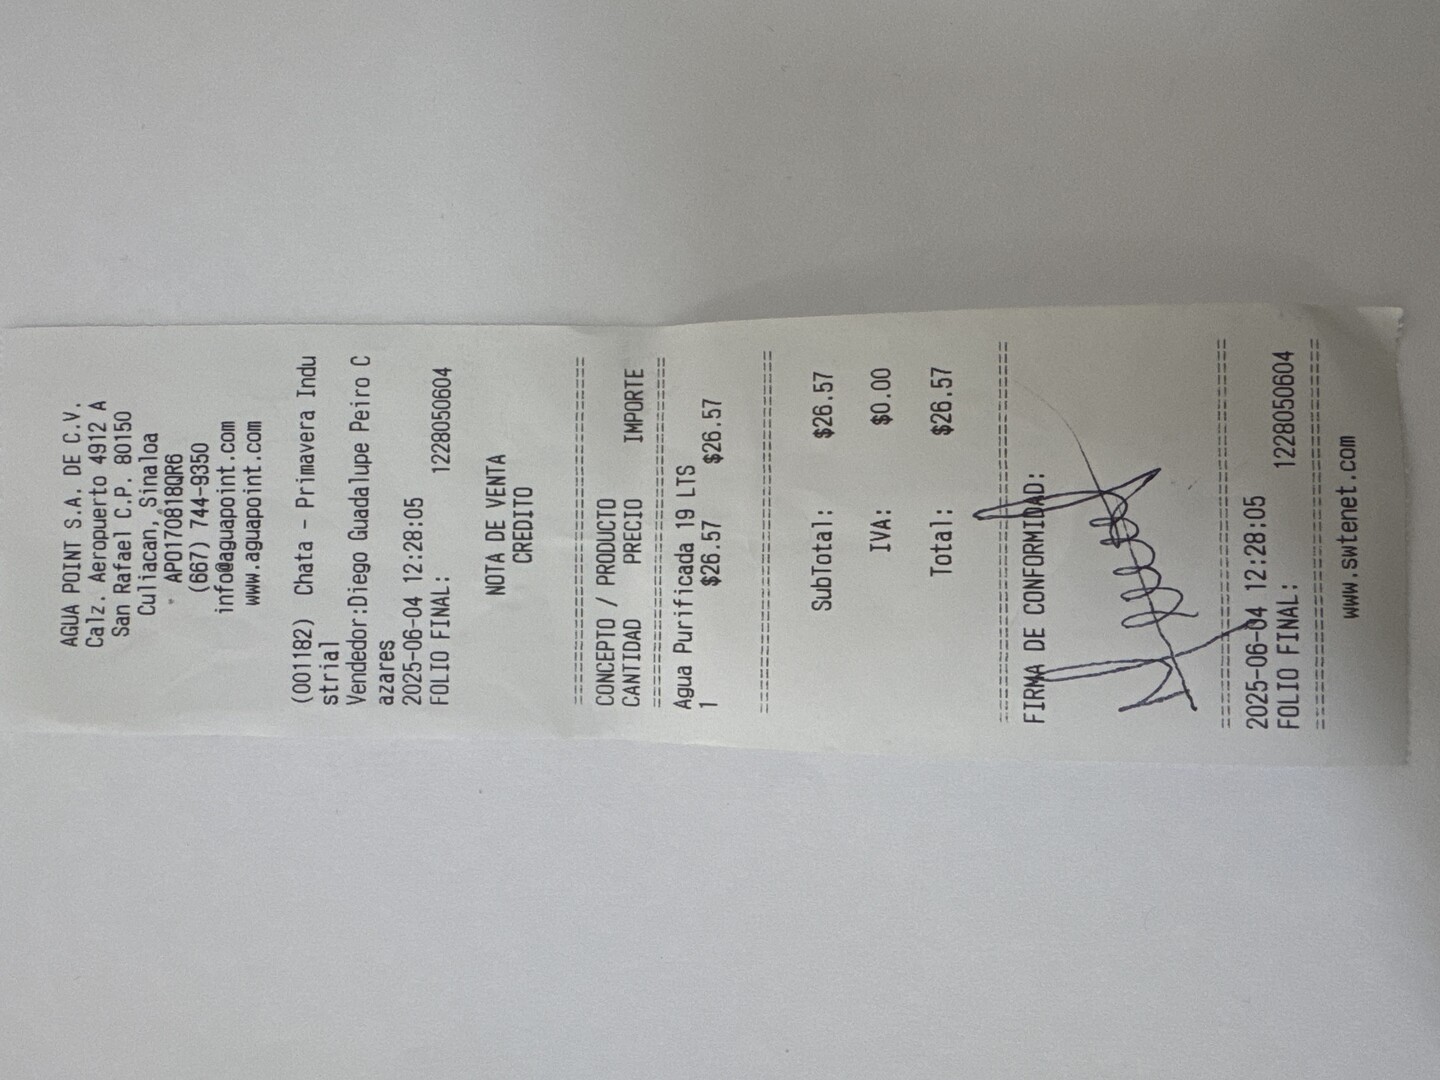 AGUA POINT S.A. DE C.V.
Calz. Aeropuerto 4912 A
San Rafael C.P. 80150
Culiacan, Sinaloa
APO170818QR6
(667) 744-9350
info@aguapoint.com
www.aguapoint.com
(001182) Chata - Primavera Indu
strial
Vendedor:Diego Guadalupe Peiro C
azares
2025-06-04 12:28:05
FOLIO FINAL: 1228050604
NOTA DE VENTA
CREDITO
================================
CONCEPTO / PRODUCTO
CANTIDAD PRECIO IMPORTE
================================
Agua Purificada 19 LTS
1 $26.57 $26.57
================================
SubTotal: $26.57
IVA: $0.00
Total: $26.57
================================
FIRMA DE CONFORMIDAD:
================================
2025-06-04 12:28:05
FOLIO FINAL: 1228050604
================================
www.swtenet.com